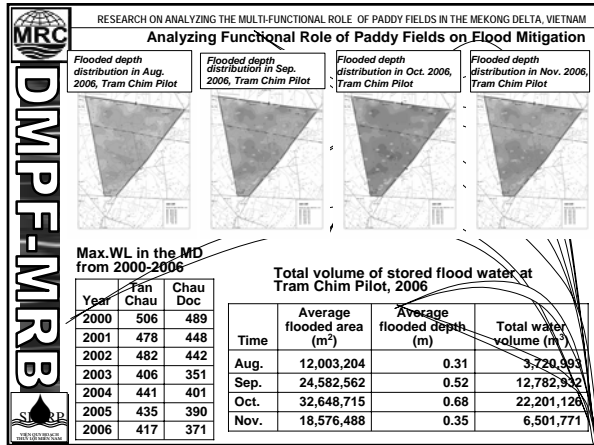 RESEARCH ON ANALYZING THE MULTI-FUNCTIONAL ROLE OF PADDY FIELDS IN THE MEKONG DELTA, VIETNAM
MRC
Analyzing Functional Role of Paddy Fields on Flood Mitigation
DMPF-MRB
Flooded depth
distribution in Aug.
2006, Tram Chim Pilot
Flooded depth
distribution in Sep.
2006, Tram Chim Pilot
Flooded depth
distribution in Oct. 2006,
Tram Chim Pilot
Flooded depth
distribution in Nov. 2006,
Tram Chim Pilot
Max.WL in the MD
from 2000-2006
Year Tan Chau Chau Doc
2000 506 489
2001 478 448
2002 482 442
2003 406 351
2004 441 401
2005 435 390
2006 417 371
Total volume of stored flood water at
Tram Chim Pilot, 2006
Time Average flooded area (m²) Average flooded depth (m) Total water volume (m³)
Aug. 12,003,204 0.31 3,720,993
Sep. 24,582,562 0.52 12,782,932
Oct. 32,648,715 0.68 22,201,126
Nov. 18,576,488 0.35 6,501,771
VIEN QUI HOACH
THUY LOI MIEN NAM